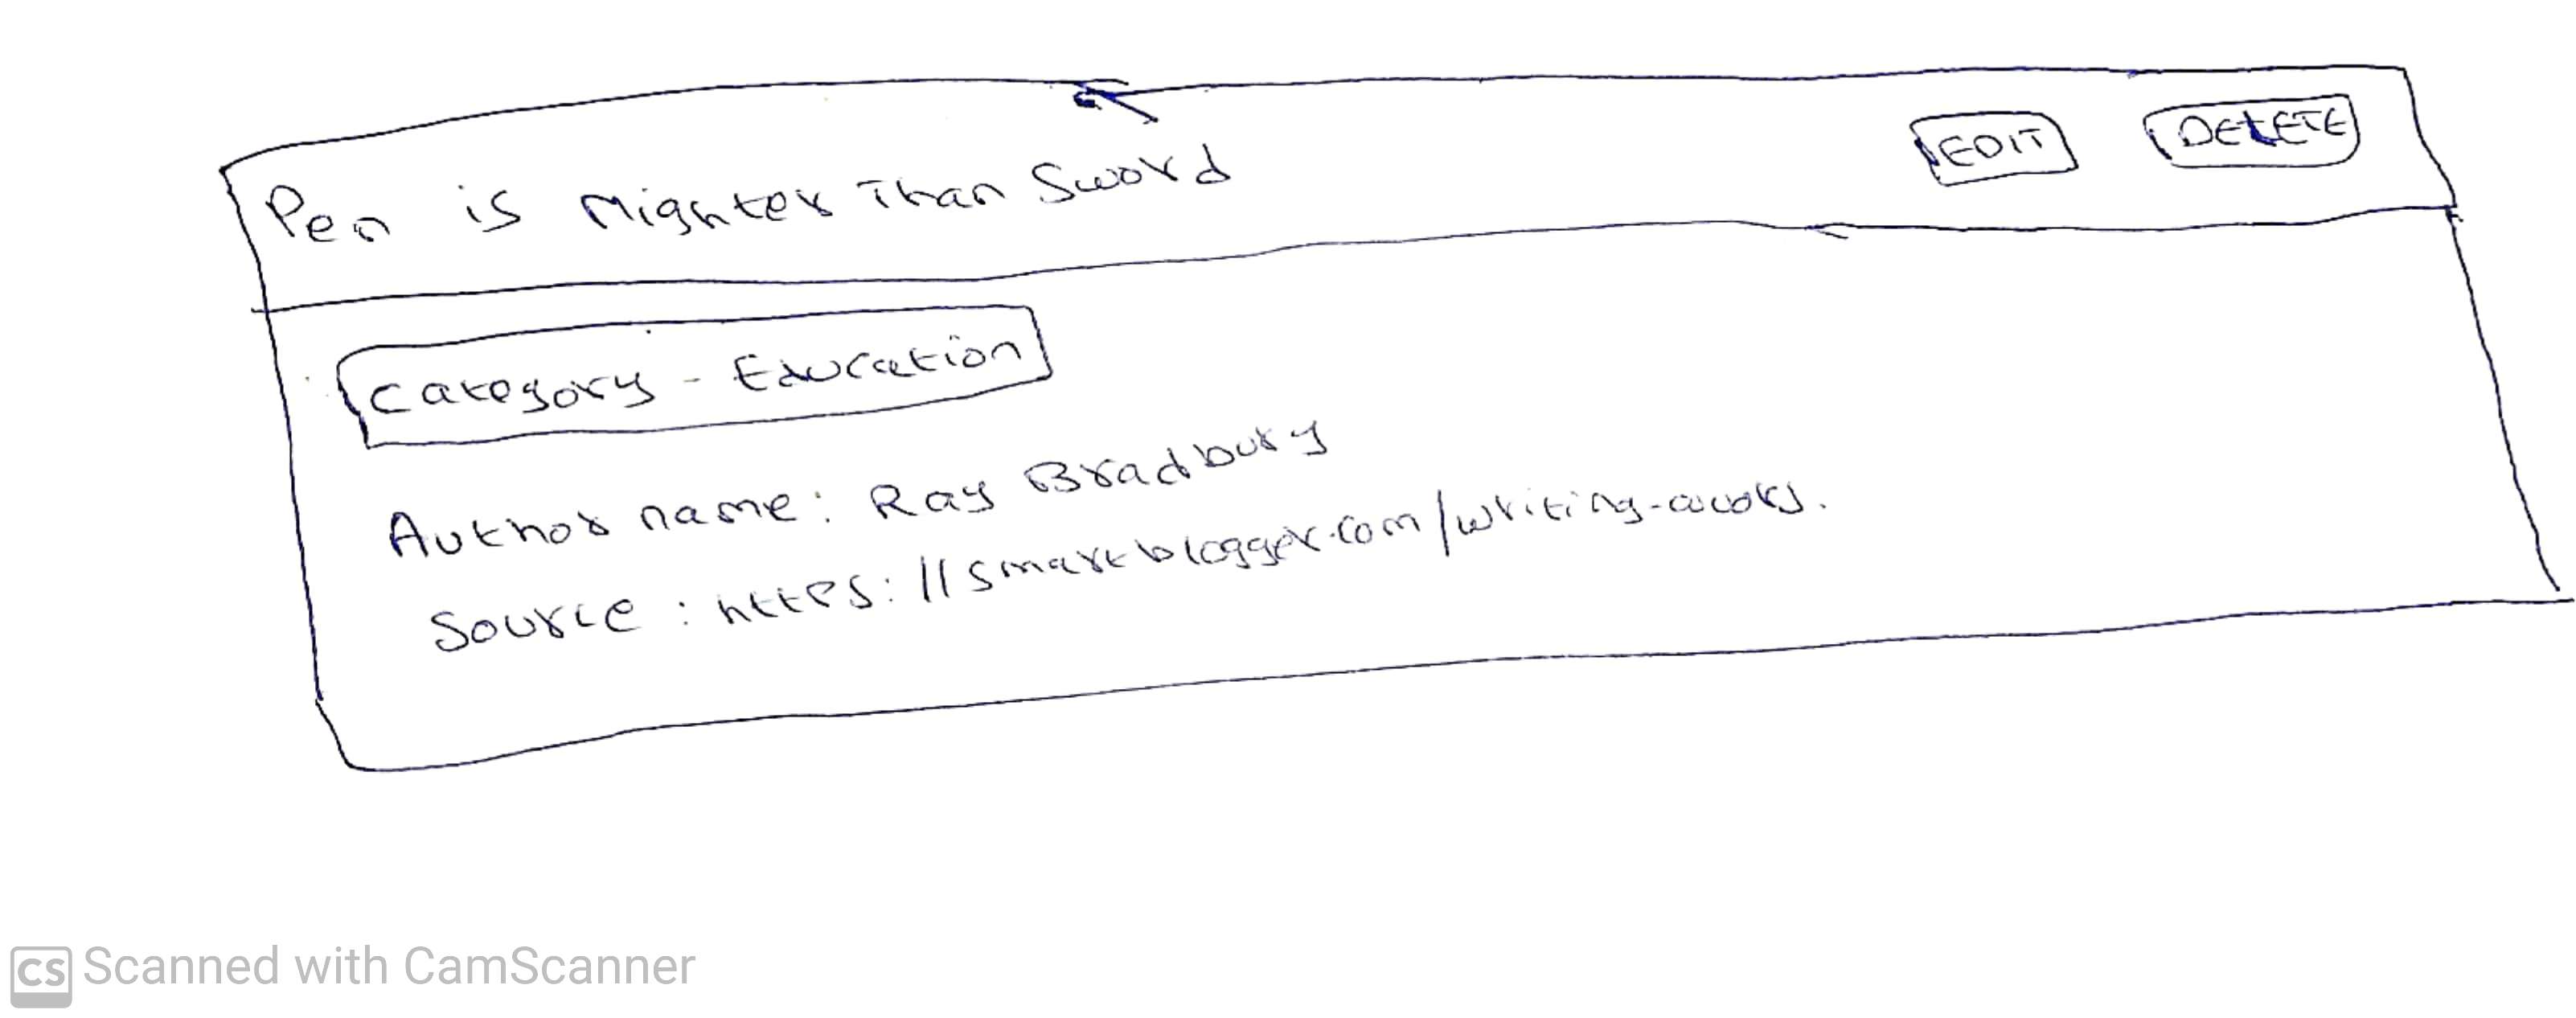 Pen is Mighter Than Sword
EDIT
DELETE
Category - Education
Author name: Ray Bradbury
Source : https://smartblogger.com/writing-
CS Scanned with CamScanner